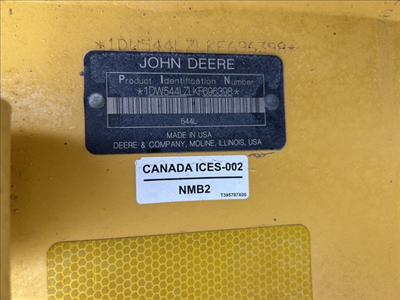 *1DW544LZLKF696398*
JOHN DEERE
Product Identification Number
*1DW544LZLKF696398*
544L
MADE IN USA
DEERE & COMPANY, MOLINE, ILLINOIS, USA
CANADA ICES-002
NMB2